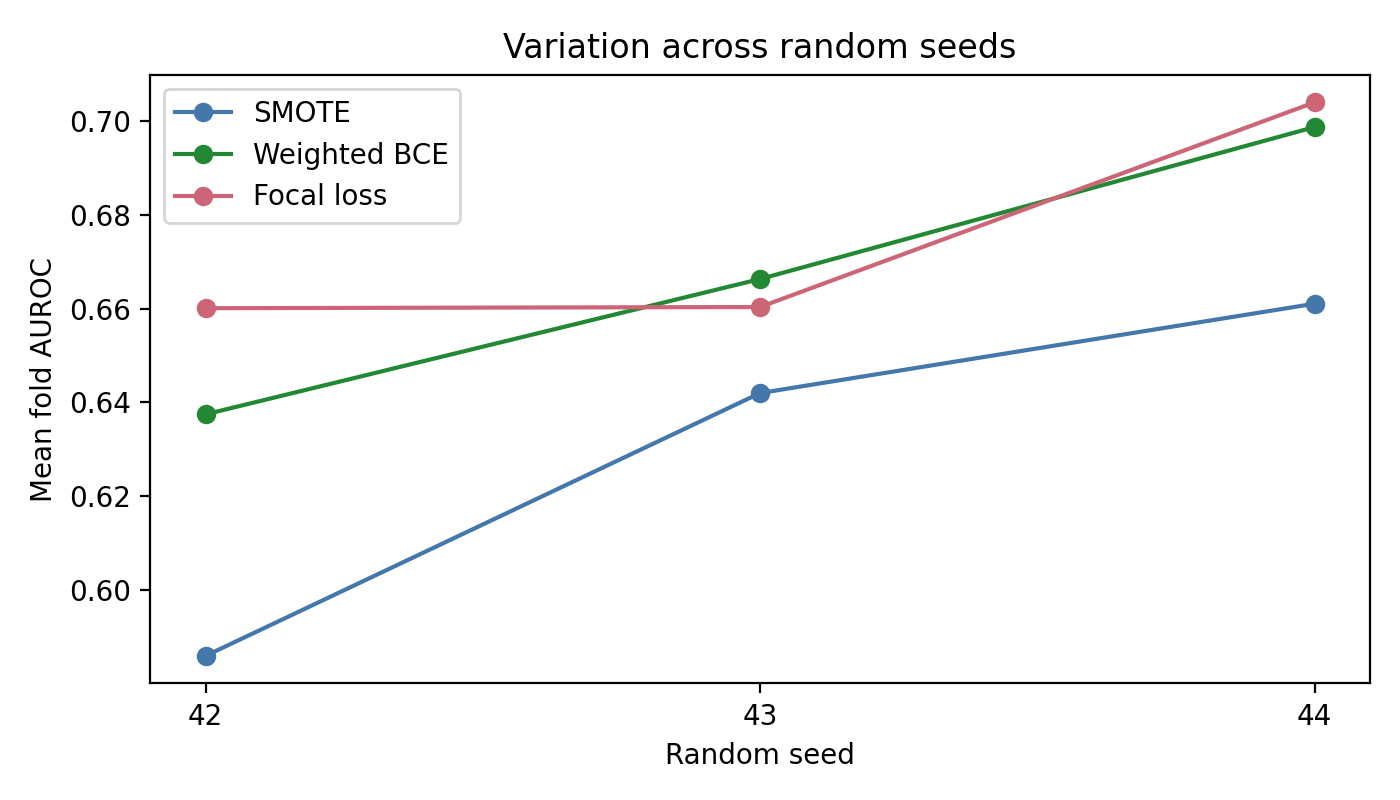 Variation across random seeds
SMOTE
Weighted BCE
Focal loss
Mean fold AUROC
0.70
0.68
0.66
0.64
0.62
0.60
42 43 44
Random seed